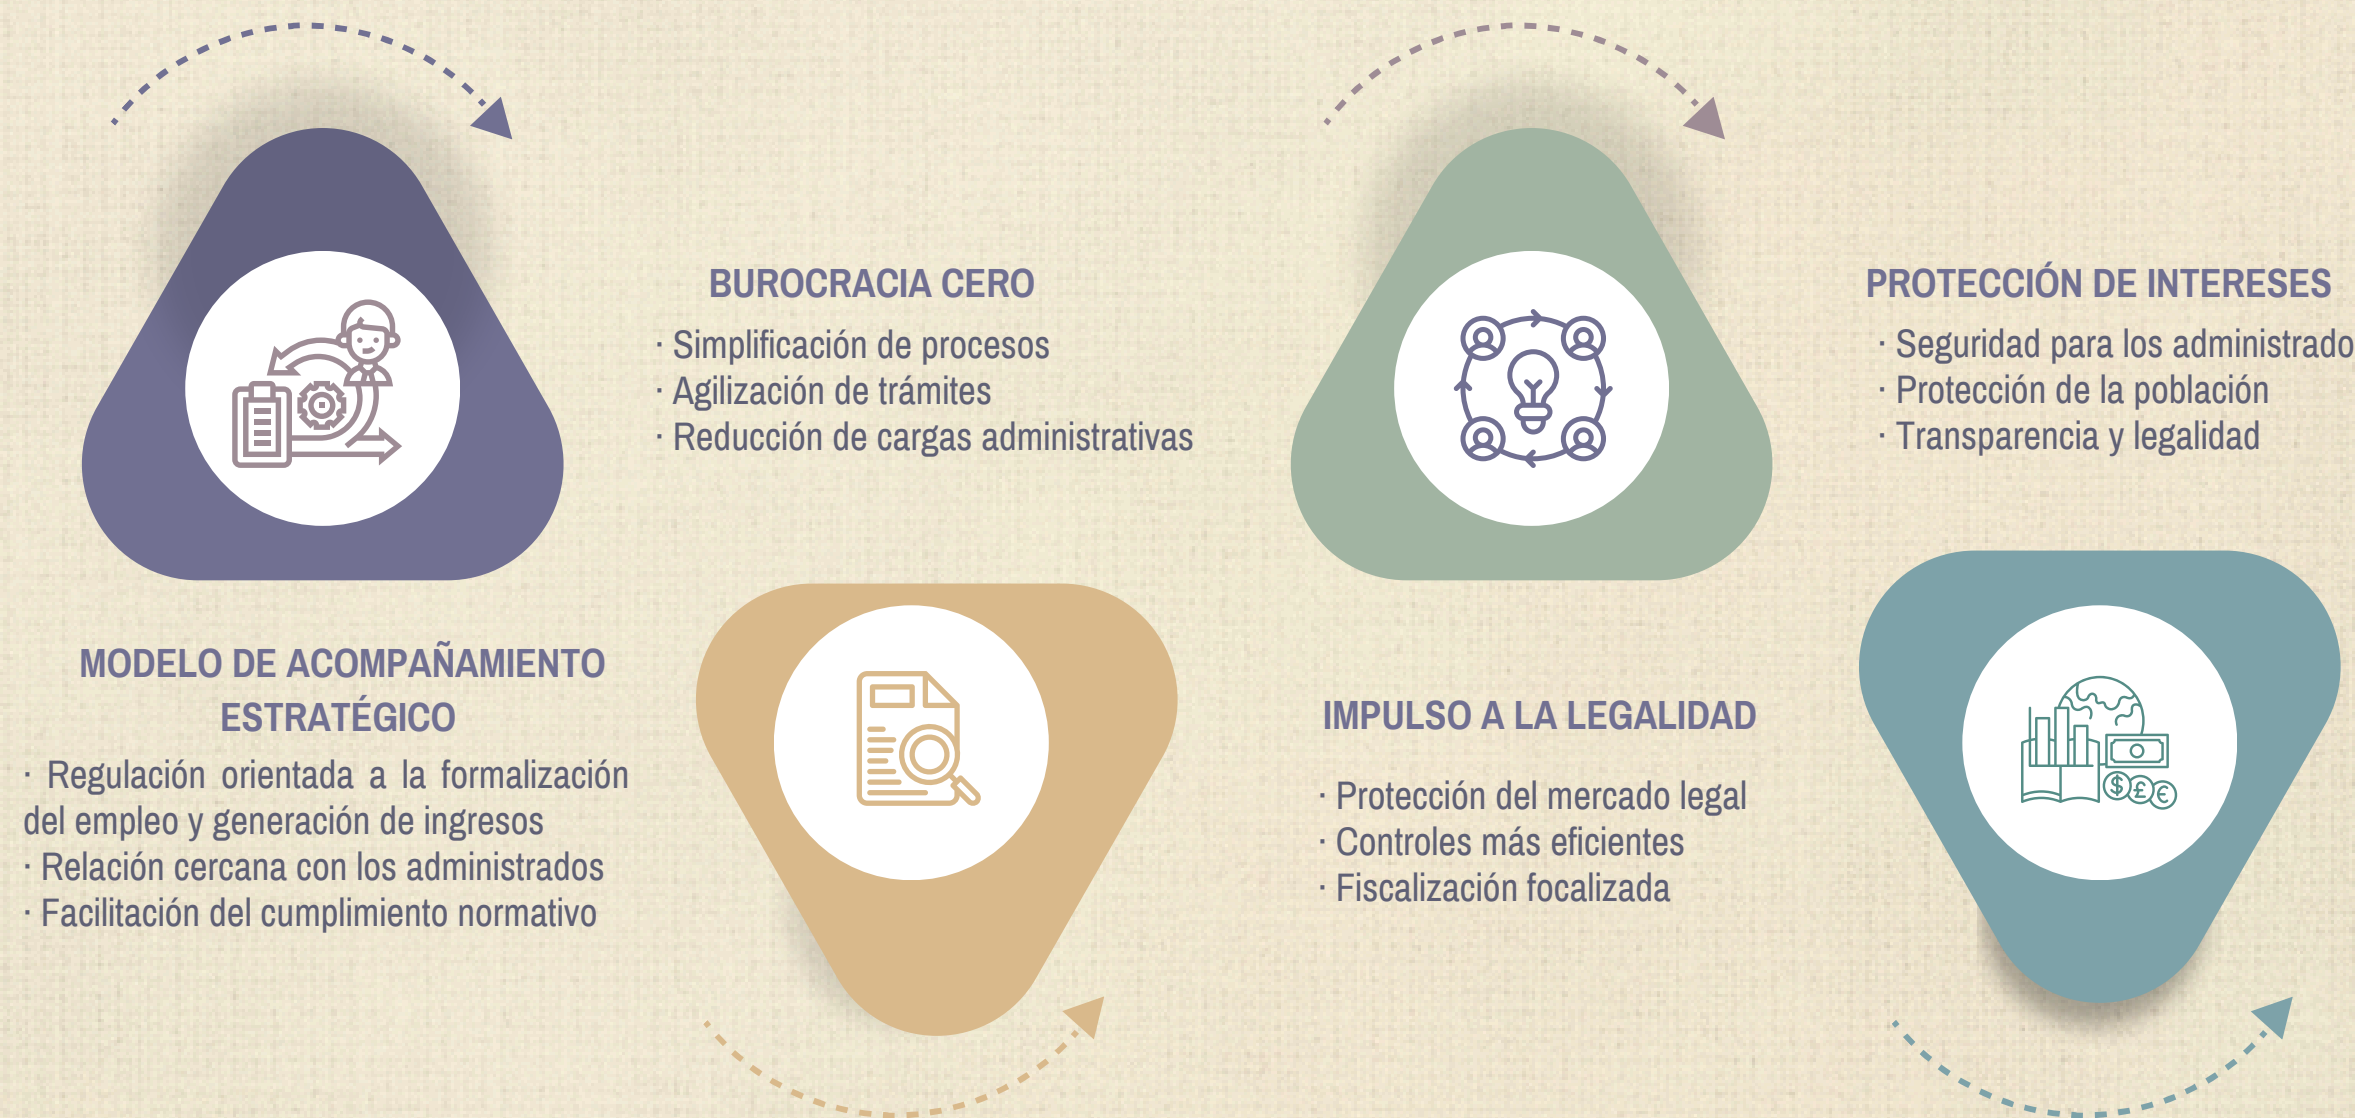 MODELO DE ACOMPAÑAMIENTO
ESTRATÉGICO
· Regulación orientada a la formalización
del empleo y generación de ingresos
· Relación cercana con los administrados
· Facilitación del cumplimiento normativo
BUROCRACIA CERO
· Simplificación de procesos
· Agilización de trámites
· Reducción de cargas administrativas
IMPULSO A LA LEGALIDAD
· Protección del mercado legal
· Controles más eficientes
· Fiscalización focalizada
PROTECCIÓN DE INTERESES
· Seguridad para los administrado
· Protección de la población
· Transparencia y legalidad
$ £ €